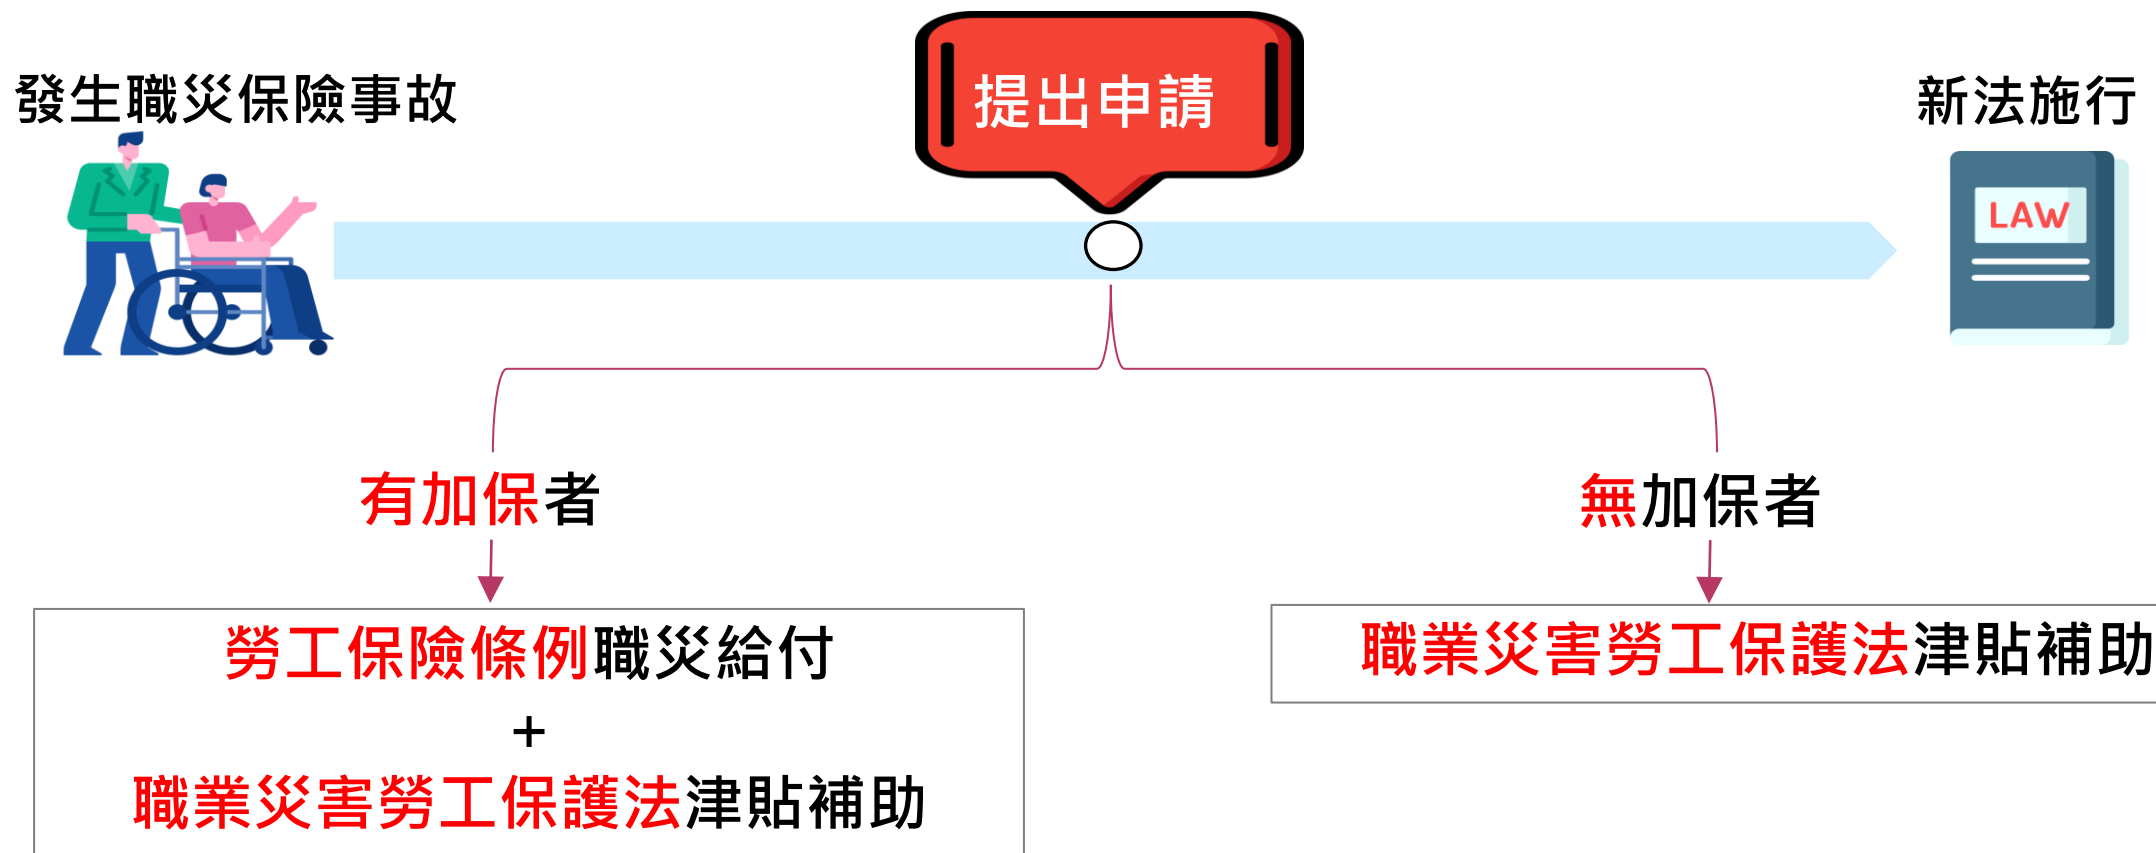 發生職災保險事故
提出申請
新法施行
LAW
有加保者
無加保者
勞工保險條例職災給付
+
職業災害勞工保護法津貼補助
職業災害勞工保護法津貼補助